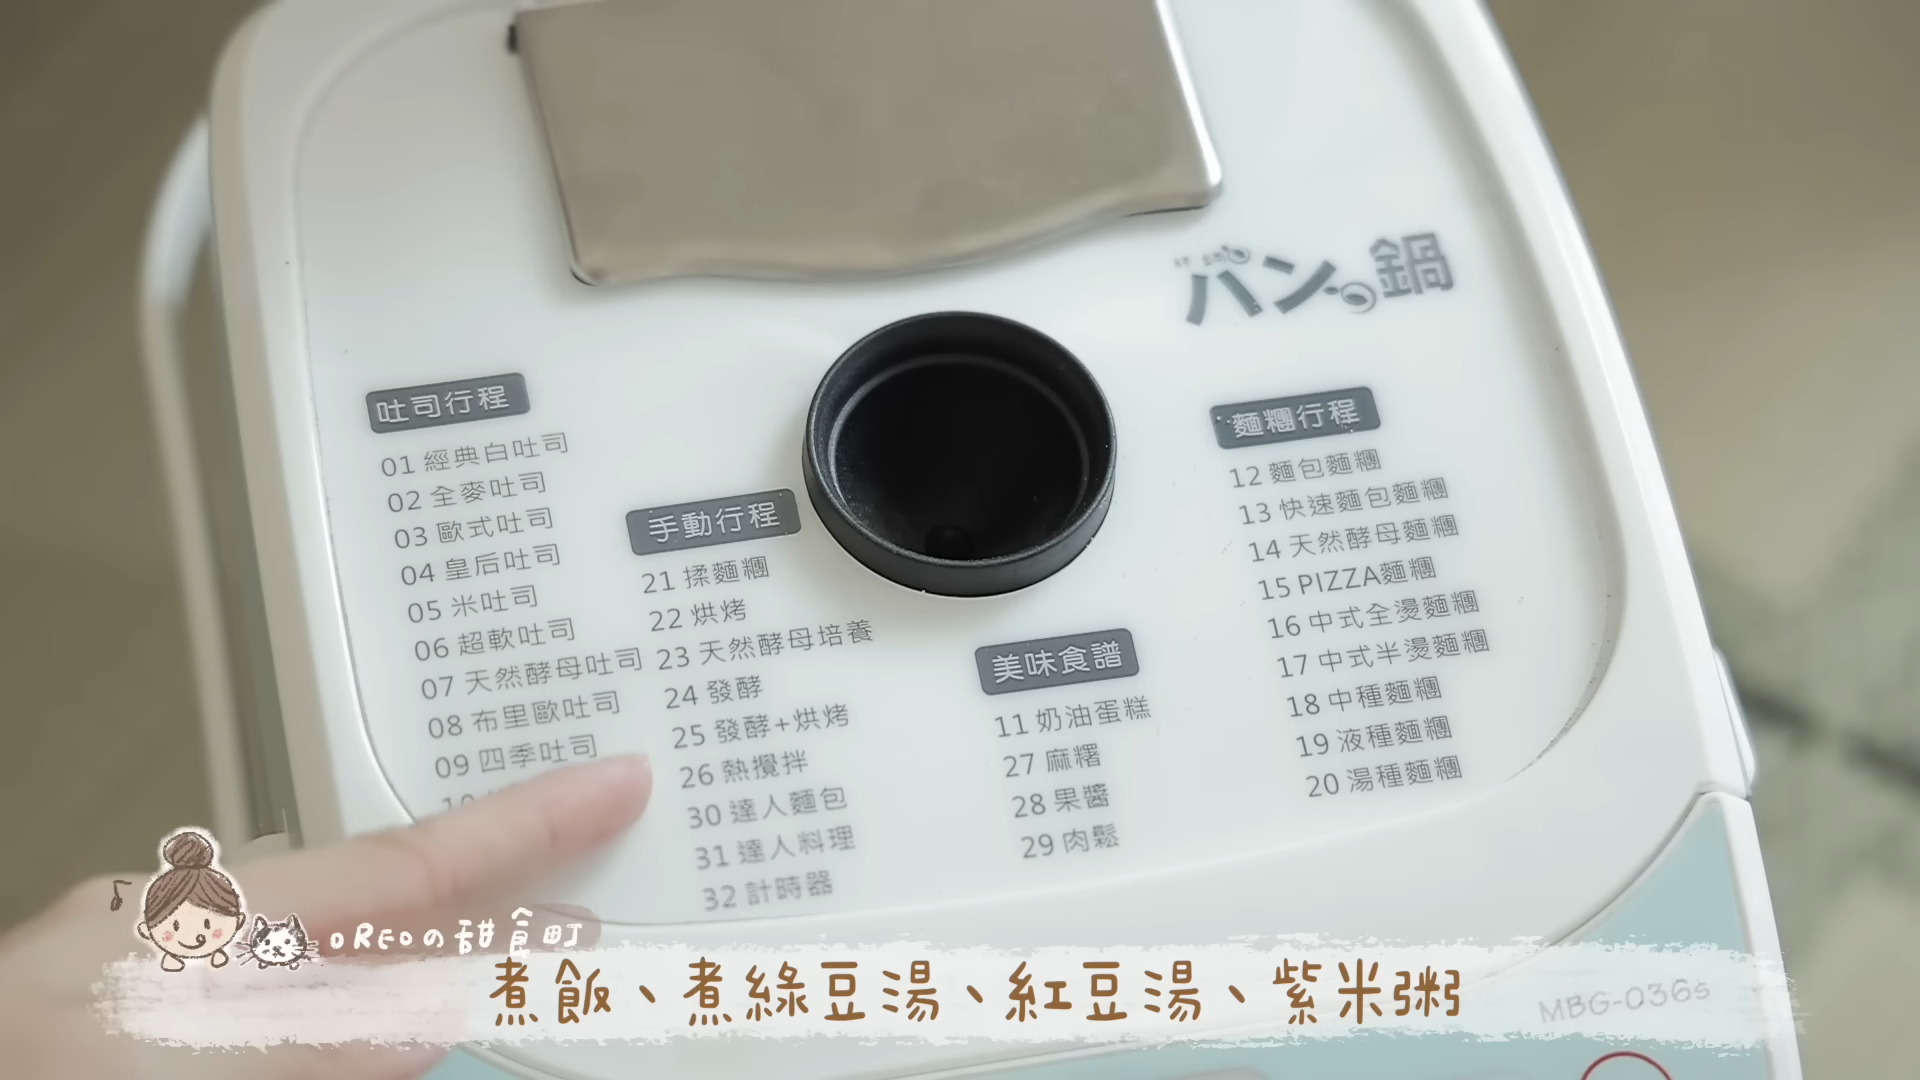 パンの鍋
吐司行程
01 經典白吐司
02 全麥吐司
03 歐式吐司
04 皇后吐司
05 米吐司
06 超軟吐司
07 天然酵母吐司
08 布里歐吐司
09 四季吐司
10
手動行程
21 揉麵糰
22 烘烤
23 天然酵母培養
24 發酵
25 發酵+烘烤
26 熱攪拌
30 達人麵包
31 達人料理
32 計時器
美味食譜
11 奶油蛋糕
27 麻糬
28 果醬
29 肉鬆
麵糰行程
12 麵包麵糰
13 快速麵包麵糰
14 天然酵母麵糰
15 PIZZA麵糰
16 中式全燙麵糰
17 中式半燙麵糰
18 中種麵糰
19 液種麵糰
20 湯種麵糰
OREOの甜食町
煮飯、煮綠豆湯、紅豆湯、紫米粥
MBG-036s